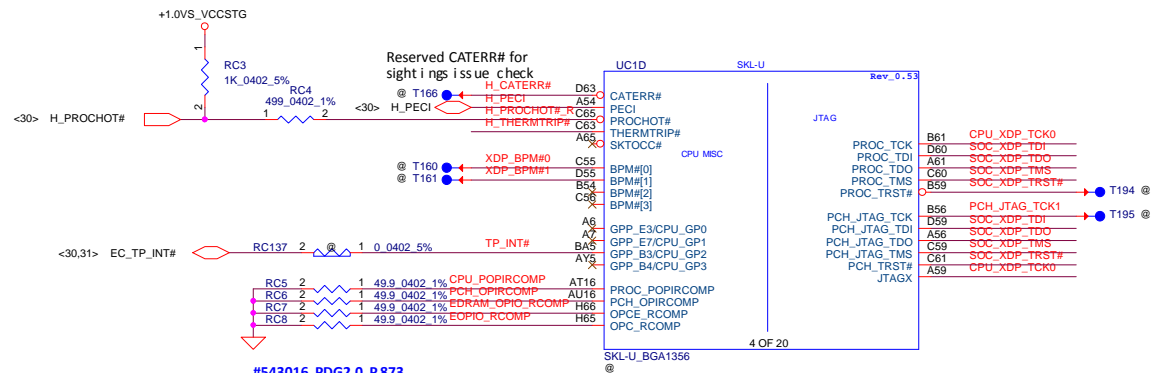 +1.0VS_VCCSTG
1
RC3
1K_0402_5%
2
RC4
499_0402_1%
1 2
<30> H_PROCHOT#
Reserved CATERR# for
sightings issue check
@ T166
<30> H_PECI
H_CATERR#
H_PECI
H_PROCHOT#_R
H_THERMTRIP#
D63
A54
C65
C63
A65
@ T160 XDP_BPM#0 C55
@ T161 XDP_BPM#1 D55
B54
C56
A6
A7
<30,31> EC_TP_INT# RC137 2 @ 1 0_0402_5% TP_INT# BA5
AY5
RC5 2 1 49.9_0402_1% CPU_POPIRCOMP AT16
RC6 2 1 49.9_0402_1% PCH_OPIRCOMP AU16
RC7 2 1 49.9_0402_1% EDRAM_OPIO_RCOMP H66
RC8 2 1 49.9_0402_1% EOPIO_RCOMP H65
#543016 PDG2.0 P.873
UC1D
SKL-U
Rev_0.53
CATERR#
PECI
PROCHOT#
THERMTRIP#
SKTOCC#
CPU MISC
JTAG
BPM#[0]
BPM#[1]
BPM#[2]
BPM#[3]
GPP_E3/CPU_GP0
GPP_E7/CPU_GP1
GPP_B3/CPU_GP2
GPP_B4/CPU_GP3
PROC_POPIRCOMP
PCH_OPIRCOMP
OPCE_RCOMP
OPC_RCOMP
PROC_TCK B61 CPU_XDP_TCK0
PROC_TDI D60 SOC_XDP_TDI
PROC_TDO A61 SOC_XDP_TDO
PROC_TMS C60 SOC_XDP_TMS
PROC_TRST# B59 SOC_XDP_TRST# T194 @
PCH_JTAG_TCK B56 PCH_JTAG_TCK1 T195 @
PCH_JTAG_TDI D59 SOC_XDP_TDI
PCH_JTAG_TDO A56 SOC_XDP_TDO
PCH_JTAG_TMS C59 SOC_XDP_TMS
PCH_TRST# C61 SOC_XDP_TRST#
JTAGX A59 CPU_XDP_TCK0
4 OF 20
SKL-U_BGA1356
@